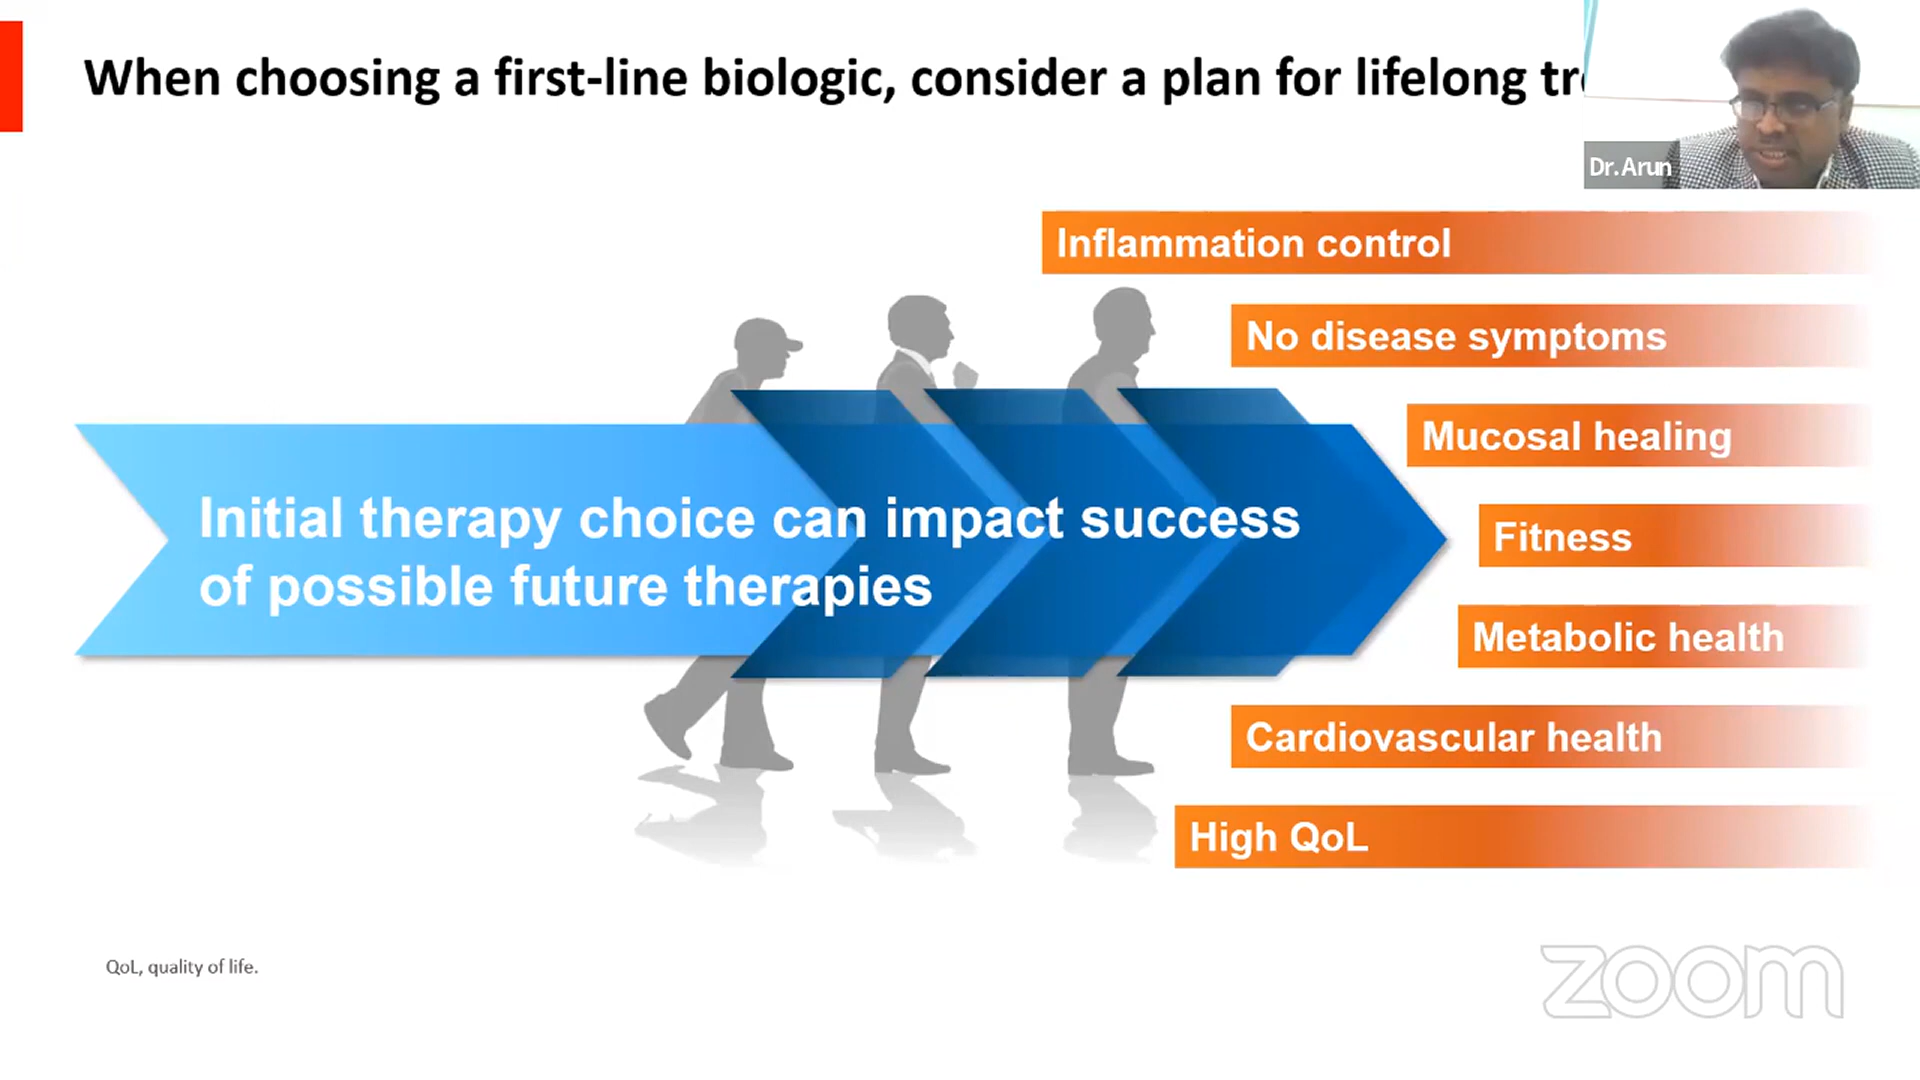 When choosing a first-line biologic, consider a plan for lifelong
Dr. Arun
Inflammation control
No disease symptoms
Mucosal healing
Initial therapy choice can impact success
of possible future therapies
Fitness
Metabolic health
Cardiovascular health
High QoL
QoL, quality of life.
zoom